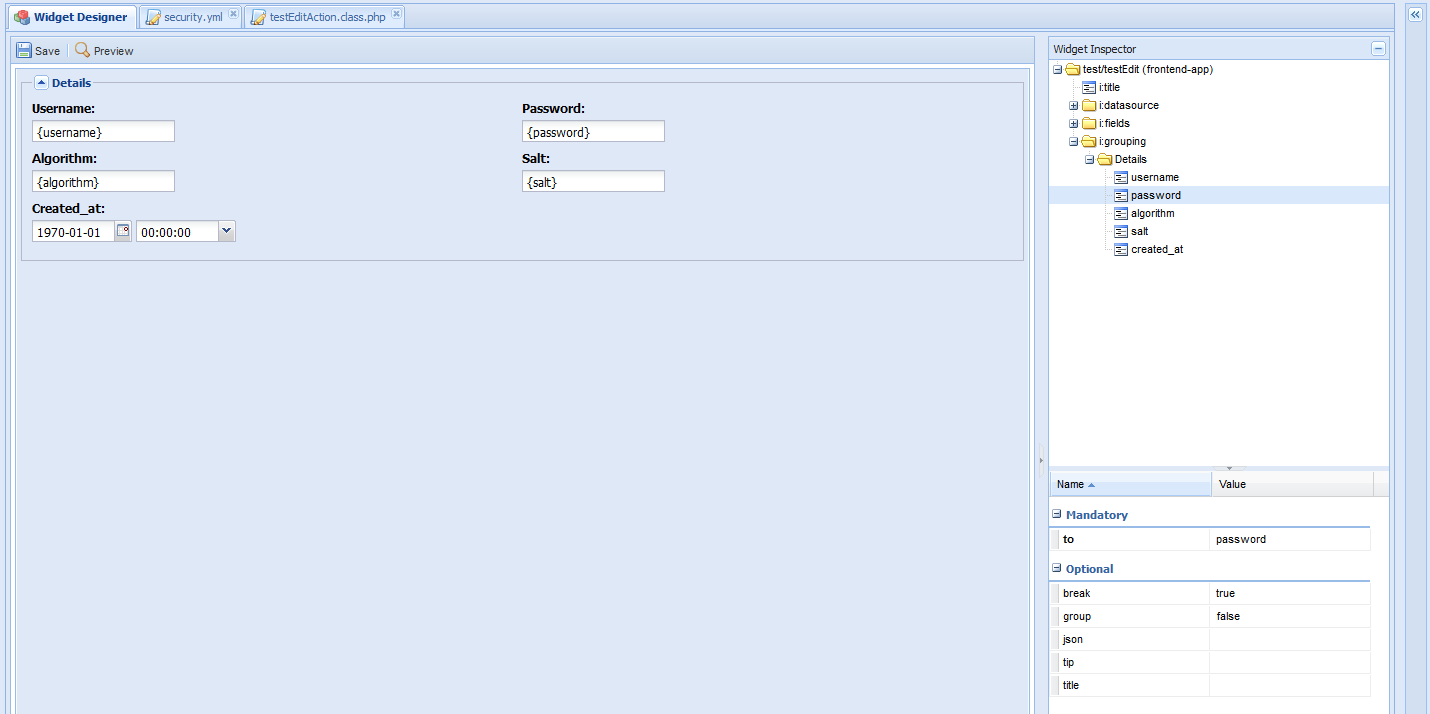 Widget Designer security.yml testEditAction.class.php
Save Preview
Details
Username: Password:
{username} {password}
Algorithm: Salt:
{algorithm} {salt}
Created_at:
1970-01-01 00:00:00
Widget Inspector
test/testEdit (frontend-app)
i:title
i:datasource
i:fields
i:grouping
Details
username
password
algorithm
salt
created_at
Name Value
Mandatory
to password
Optional
break true
group false
json
tip
title